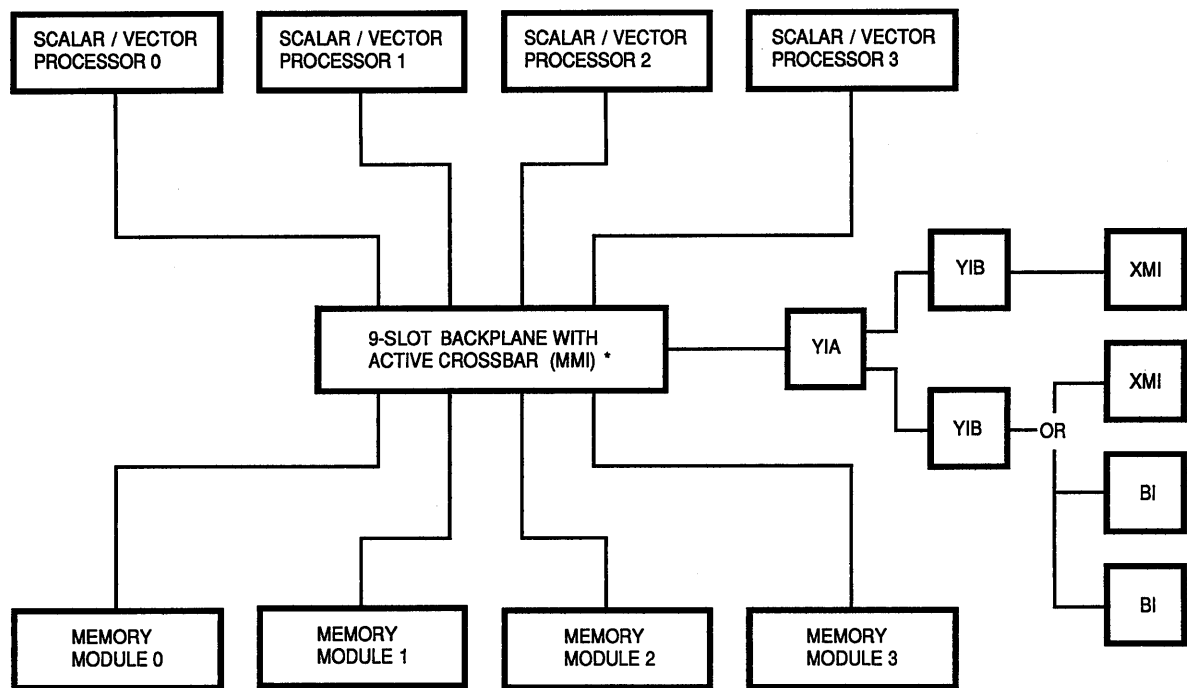 SCALAR / VECTOR
PROCESSOR 0
SCALAR / VECTOR
PROCESSOR 1
SCALAR / VECTOR
PROCESSOR 2
SCALAR / VECTOR
PROCESSOR 3
9-SLOT BACKPLANE WITH
ACTIVE CROSSBAR (MMI) *
YIA
YIB
XMI
YIB
OR
XMI
BI
BI
MEMORY
MODULE 0
MEMORY
MODULE 1
MEMORY
MODULE 2
MEMORY
MODULE 3